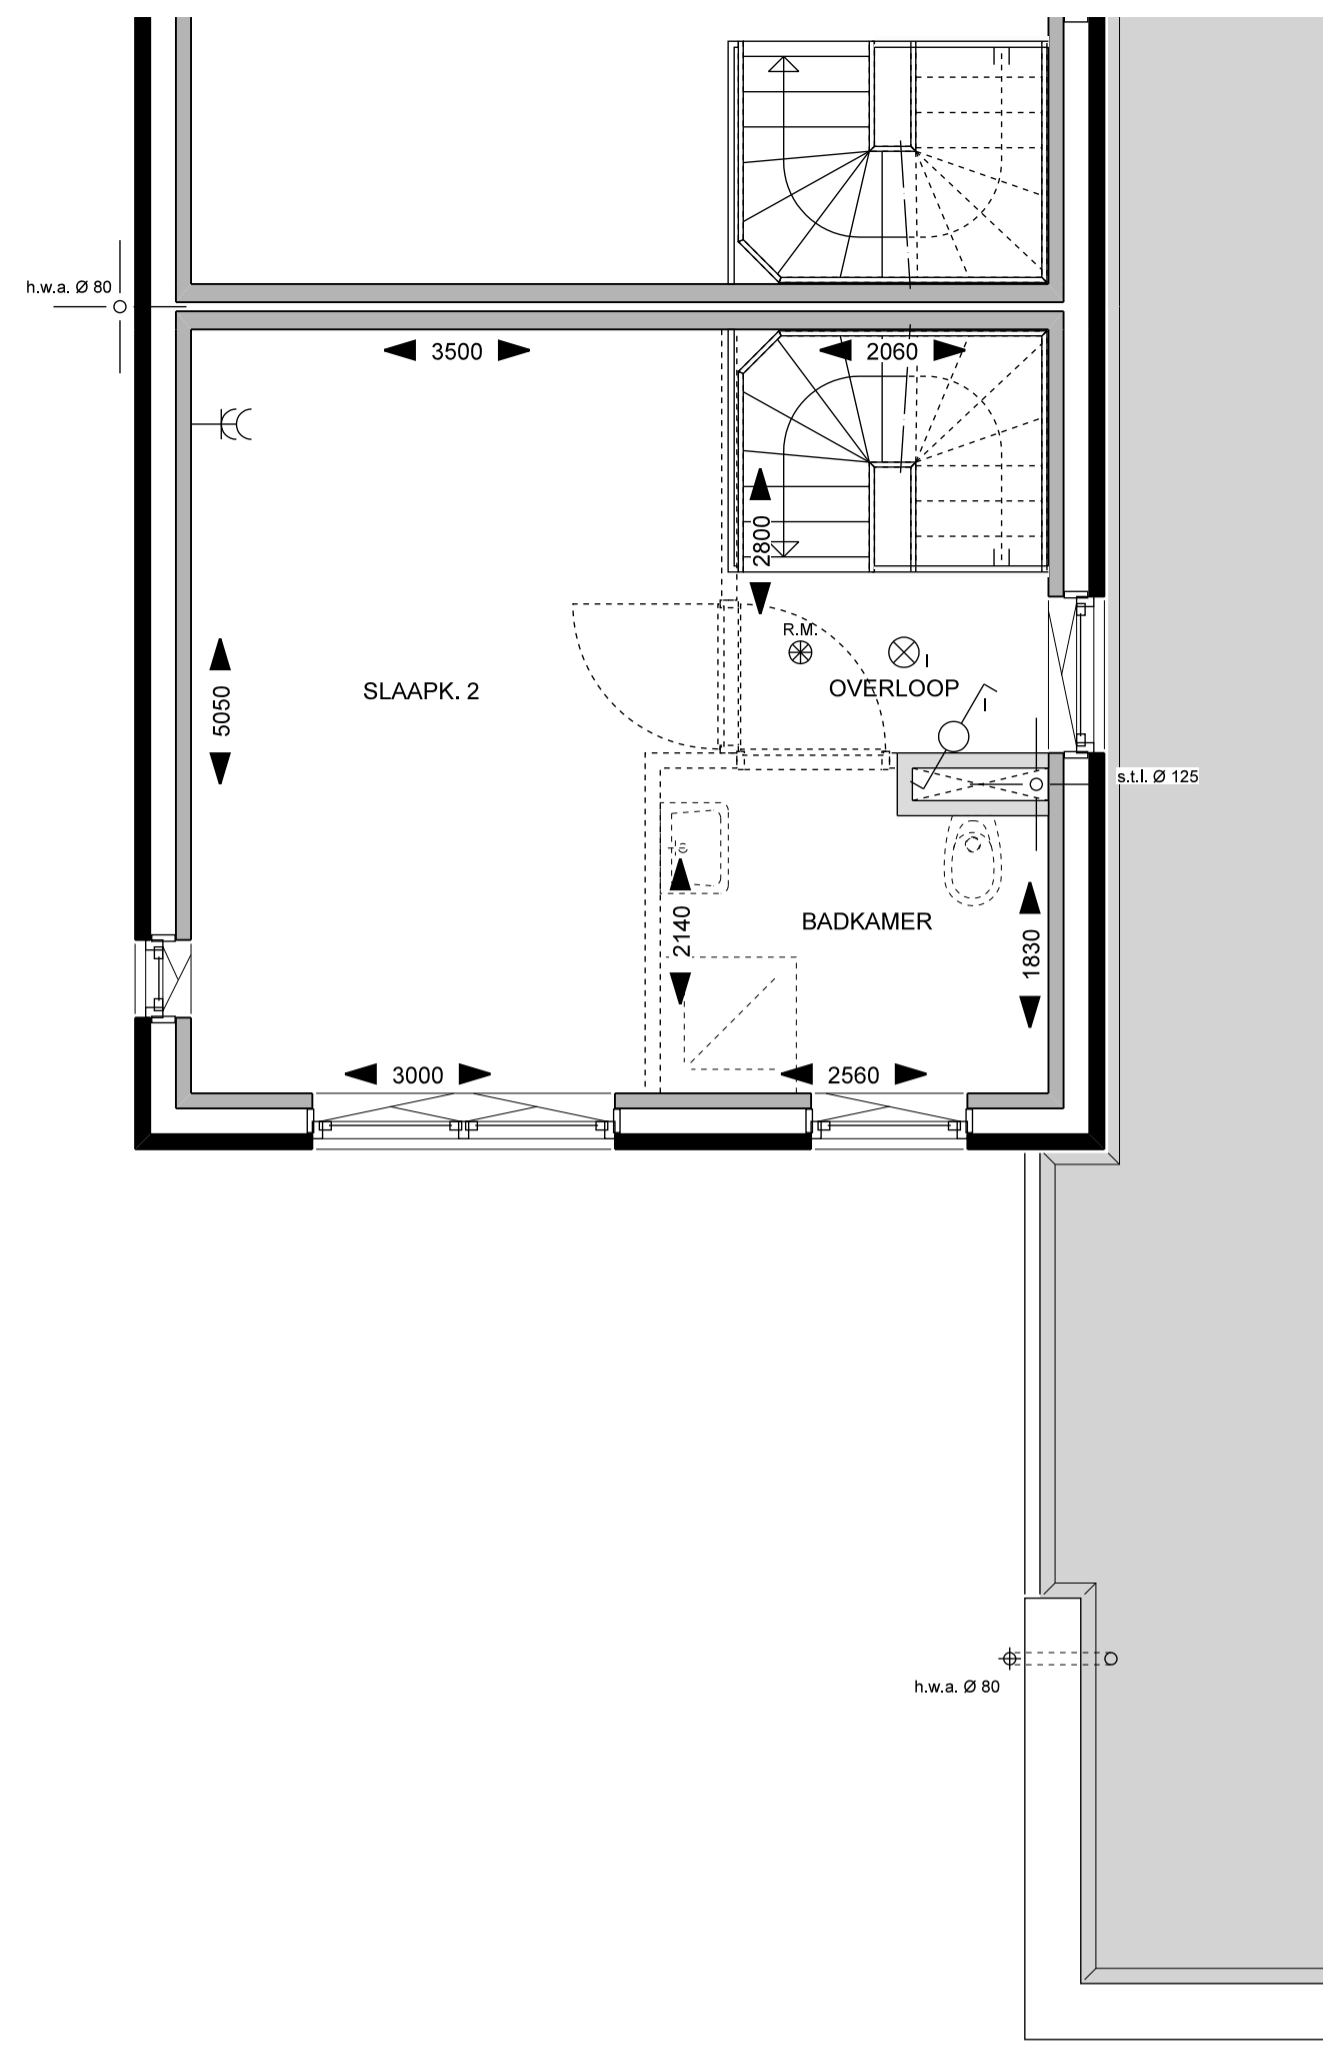 h.w.a. Ø 80
3500
2060
2800
R.M.
I
OVERLOOP
SLAAPK. 2
5050
I
s.t.l. Ø 125
BADKAMER
2140
1830
3000
2560
h.w.a. Ø 80